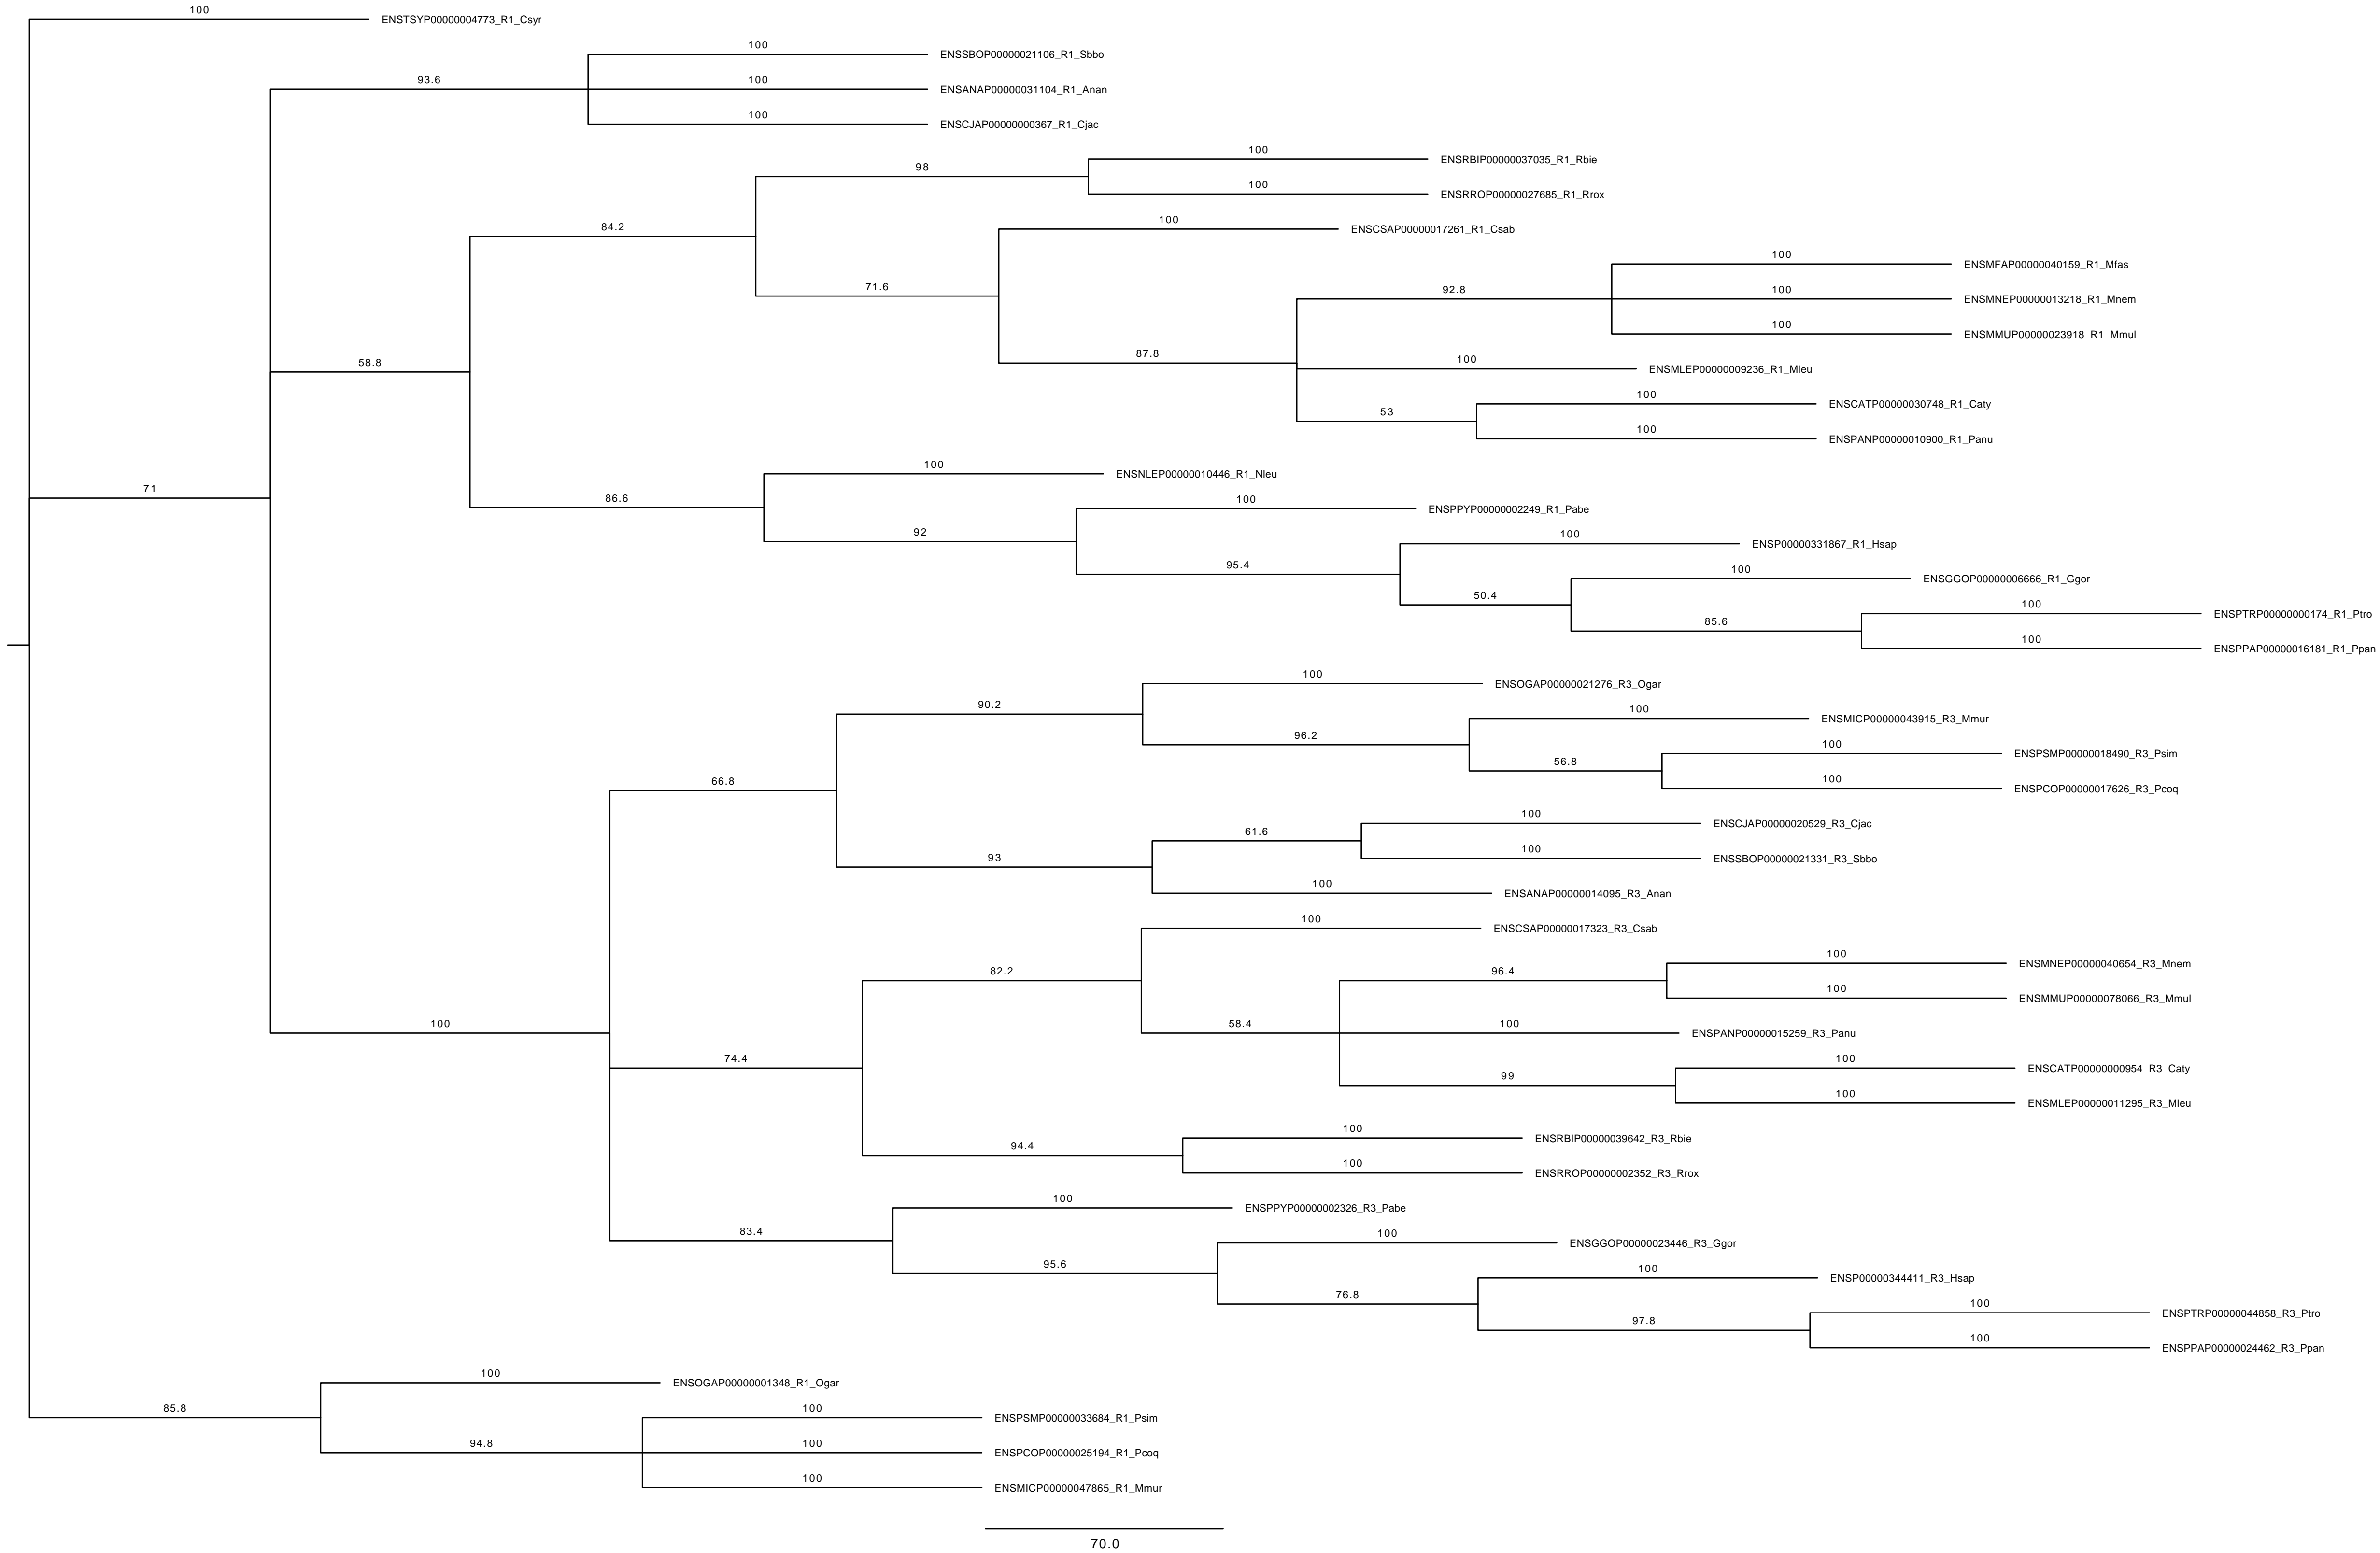 100
ENSTSYP00000004773_R1_Csyr
100
ENSSBOP00000021106_R1_Sbbo
93.6
100
ENSANAP00000031104_R1_Anan
100
ENSCJAP00000000367_R1_Cjac
100
ENSRBIP00000037035_R1_Rbie
98
100
ENSRROP00000027685_R1_Rrox
84.2
100
ENSCSAP00000017261_R1_Csab
100
ENSMFAP00000040159_R1_Mfas
71.6
92.8
100
ENSMNEP00000013218_R1_Mnem
100
ENSMMUP00000023918_R1_Mmul
58.8
87.8
100
ENSMLEP00000009236_R1_Mleu
100
ENSCATP00000030748_R1_Caty
53
100
ENSPANP00000010900_R1_Panu
100
ENSNLEP00000010446_R1_Nleu
71
86.6
100
ENSPPYP00000002249_R1_Pabe
92
100
ENSP00000331867_R1_Hsap
95.4
100
ENSGGOP00000006666_R1_Ggor
50.4
100
ENSPTRP00000000174_R1_Ptro
85.6
100
ENSPPAP00000016181_R1_Ppan
100
ENSOGAP00000021276_R3_Ogar
90.2
100
ENSMICP00000043915_R3_Mmur
96.2
100
ENSPSMP00000018490_R3_Psim
56.8
100
ENSPCOP00000017626_R3_Pcoq
66.8
100
ENSCJAP00000020529_R3_Cjac
61.6
100
ENSSBOP00000021331_R3_Sbbo
93
100
ENSANAP00000014095_R3_Anan
100
ENSCSAP00000017323_R3_Csab
100
ENSMNEP00000040654_R3_Mnem
82.2
96.4
100
ENSMMUP00000078066_R3_Mmul
100
58.4
100
ENSPANP00000015259_R3_Panu
74.4
100
ENSCATP00000000954_R3_Caty
99
100
ENSMLEP00000011295_R3_Mleu
100
ENSRBIP00000039642_R3_Rbie
94.4
100
ENSRROP00000002352_R3_Rrox
100
ENSPPYP00000002326_R3_Pabe
83.4
100
ENSGGOP00000023446_R3_Ggor
95.6
100
ENSP00000344411_R3_Hsap
76.8
100
ENSPTRP00000044858_R3_Ptro
97.8
100
ENSPPAP00000024462_R3_Ppan
100
ENSOGAP00000001348_R1_Ogar
85.8
100
ENSPSMP00000033684_R1_Psim
94.8
100
ENSPCOP00000025194_R1_Pcoq
100
ENSMICP00000047865_R1_Mmur
70.0